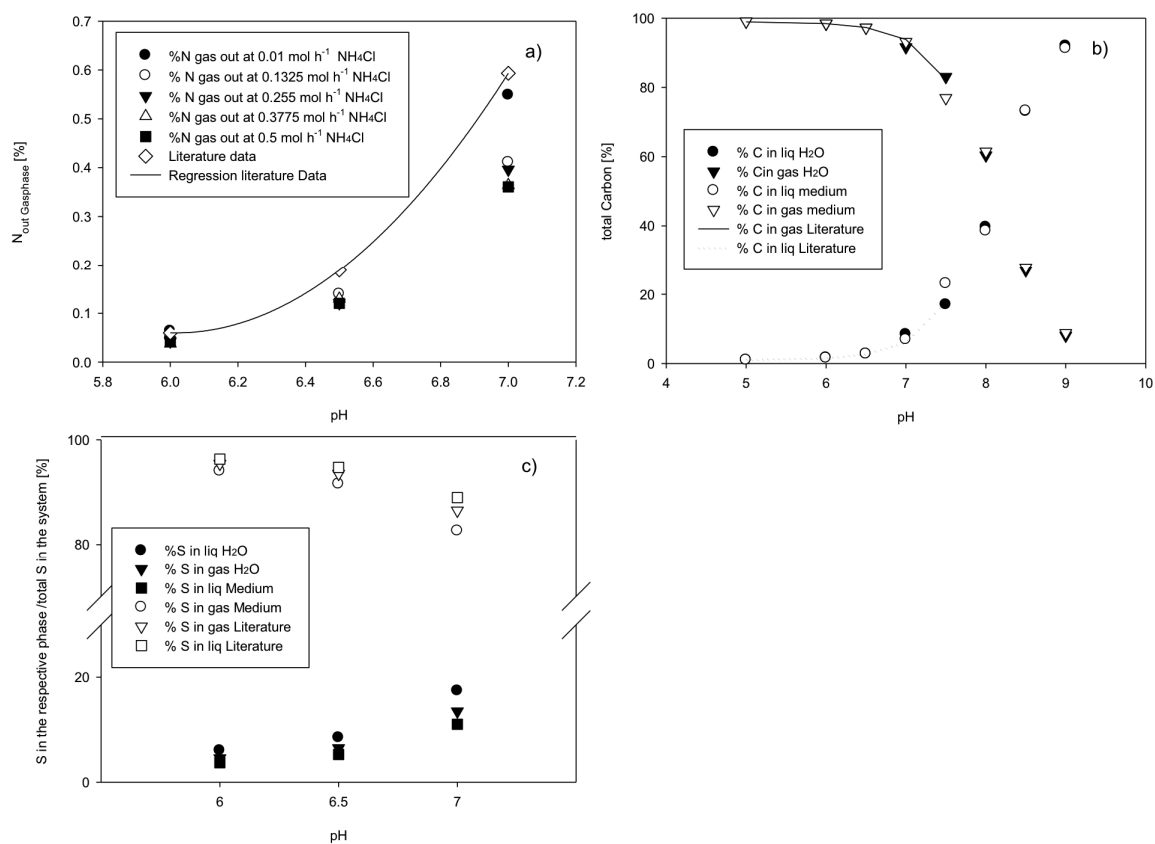 a)
%N gas out at 0.01 mol h-1 NH4Cl
% N gas out at 0.1325 mol h-1 NH4Cl
% N gas out at 0.255 mol h-1 NH4Cl
%N gas out at 0.3775 mol h-1 NH4Cl
%N gas out at 0.5 mol h-1 NH4Cl
Literature data
Regression literature Data
Nout Gasphase [%]
0.7
0.6
0.5
0.4
0.3
0.2
0.1
0.0
5.8 6.0 6.2 6.4 6.6 6.8 7.0 7.2
pH
b)
% C in liq H2O
% Cin gas H2O
% C in liq medium
% C in gas medium
% C in gas Literature
% C in liq Literature
total Carbon [%]
100
80
60
40
20
0
4 5 6 7 8 9 10
pH
c)
%S in liq H2O
% S in gas H2O
% S in liq Medium
% S in gas Medium
% S in gas Literature
% S in liq Literature
S in the respective phase /total S in the system [%]
100
80
20
0
6 6.5 7
pH